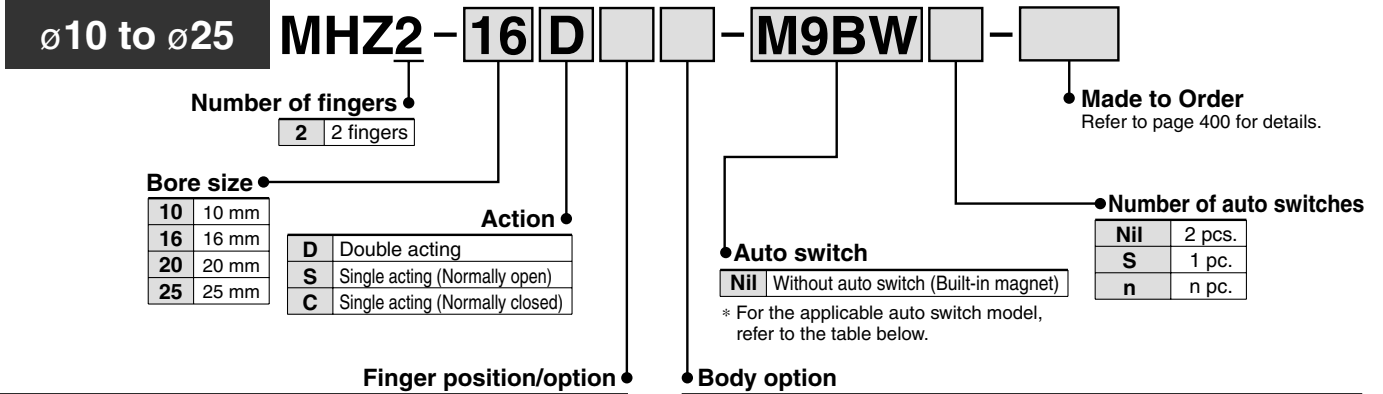 ø10 to ø25 MHZ2 - 16 D - M9BW -
Number of fingers
2 2 fingers
Made to Order
Refer to page 400 for details.
Bore size
10 10 mm
16 16 mm
20 20 mm
25 25 mm
Action
D Double acting
S Single acting (Normally open)
C Single acting (Normally closed)
Auto switch
Nil Without auto switch (Built-in magnet)
* For the applicable auto switch model,
refer to the table below.
Number of auto switches
Nil 2 pcs.
S 1 pc.
n n pc.
Finger position/option
Body option